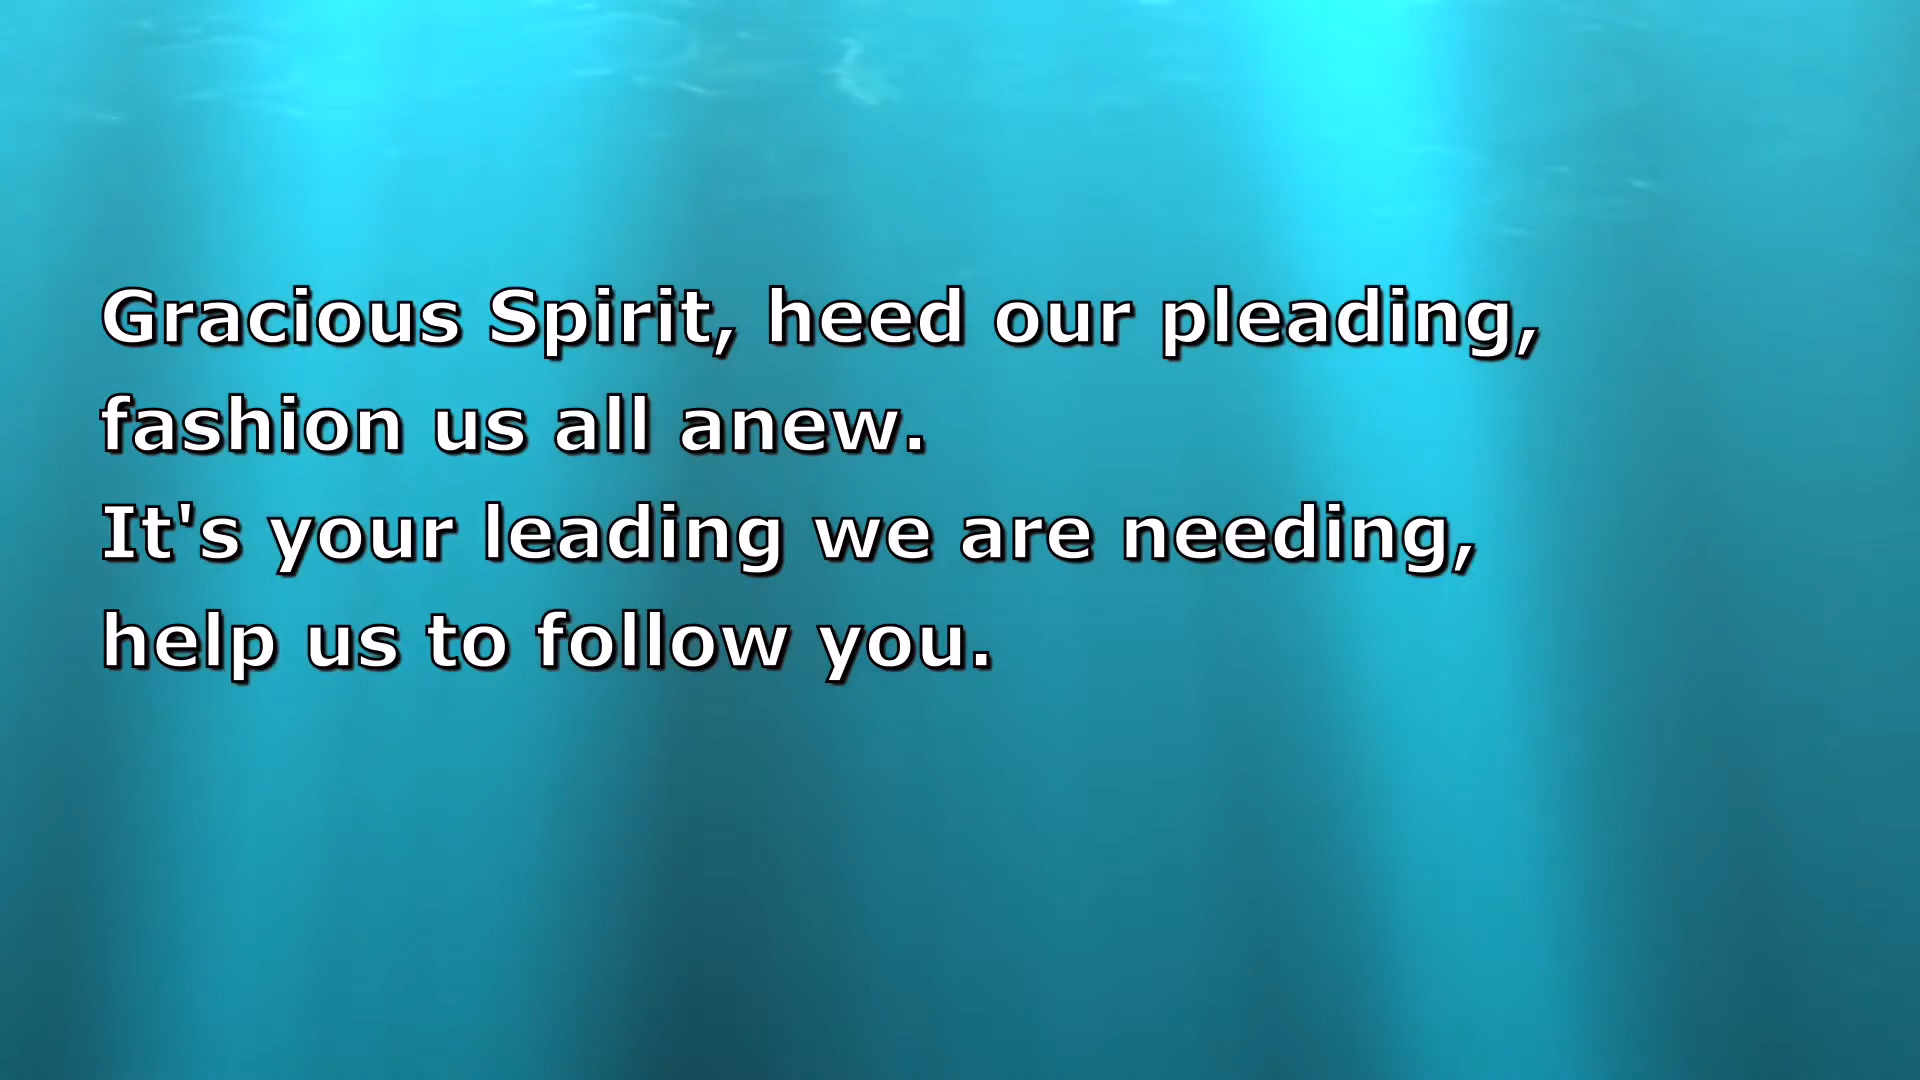 Gracious Spirit, heed our pleading,
fashion us all anew.
It's your leading we are needing,
help us to follow you.